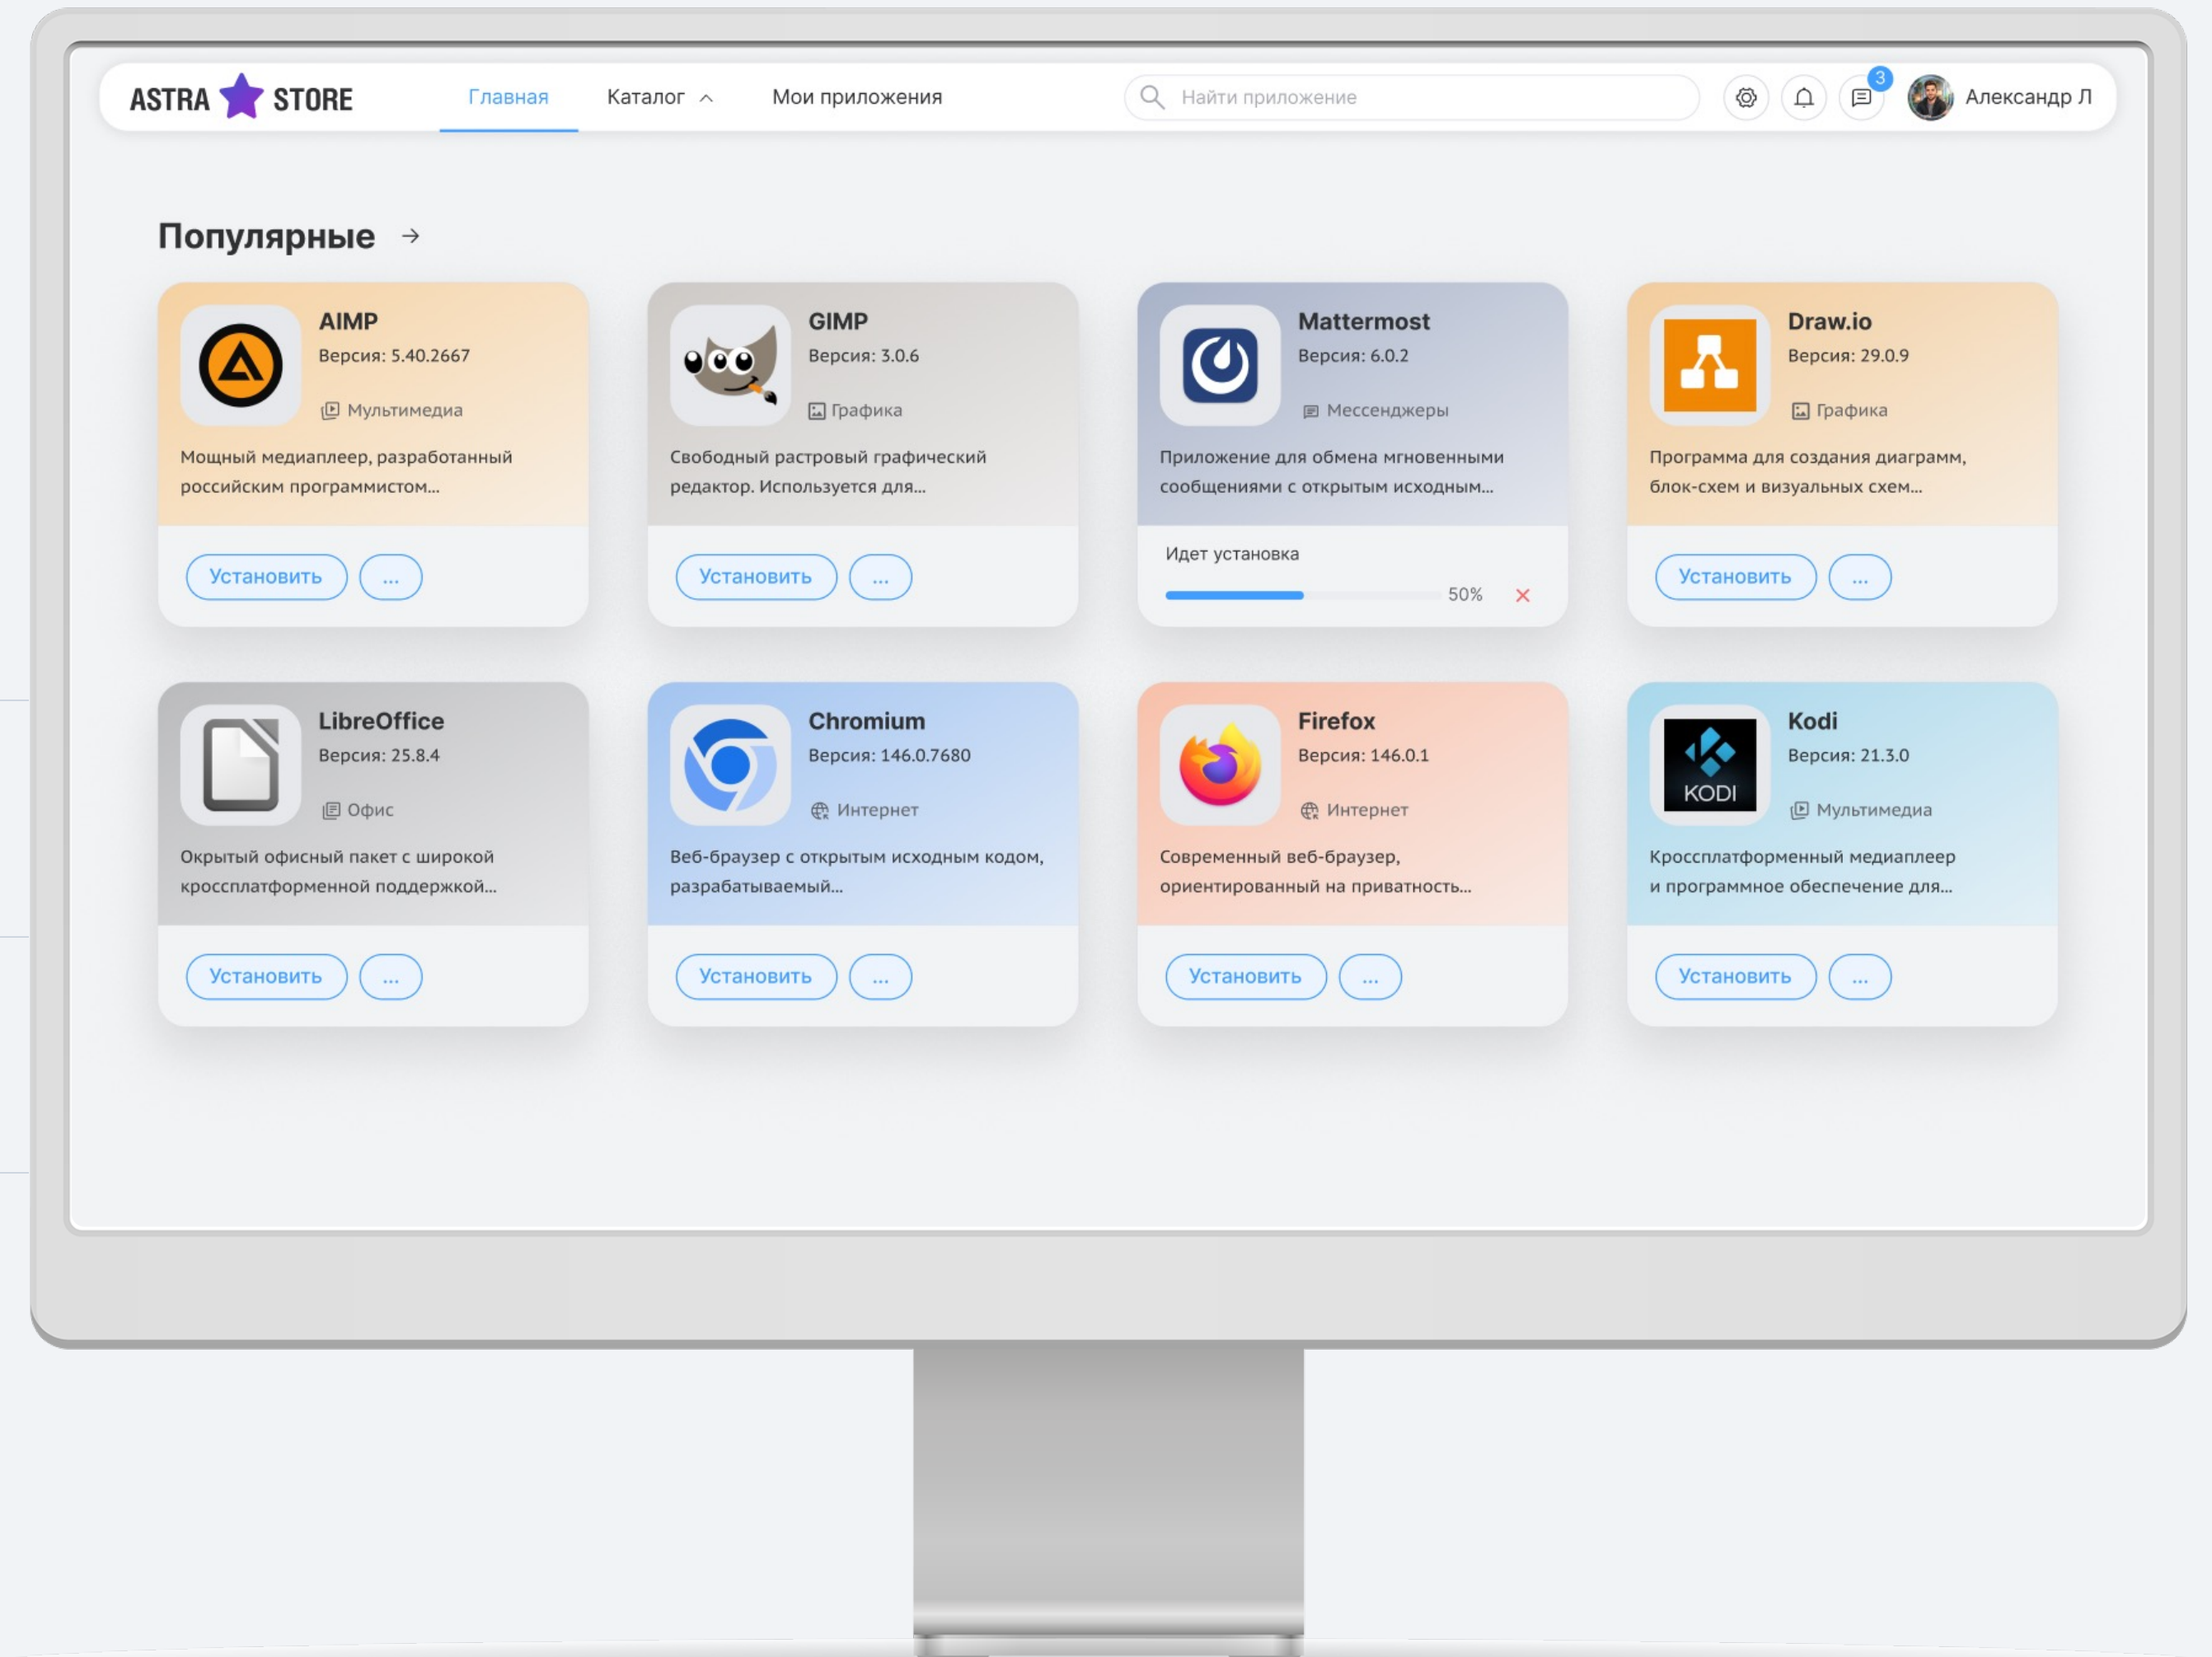 ASTRA STORE
Главная
Каталог
Мои приложения
Найти приложение
3
Александр Л
Популярные →
AIMP
Версия: 5.40.2667
Мультимедиа
Мощный медиаплеер, разработанный
российским программистом...
Установить
...
GIMP
Версия: 3.0.6
Графика
Свободный растровый графический
редактор. Используется для...
Установить
...
Mattermost
Версия: 6.0.2
Мессенджеры
Приложение для обмена мгновенными
сообщениями с открытым исходным...
Идет установка
50%
Draw.io
Версия: 29.0.9
Графика
Программа для создания диаграмм,
блок-схем и визуальных схем...
Установить
...
LibreOffice
Версия: 25.8.4
Офис
Окрытый офисный пакет с широкой
кроссплатформенной поддержкой...
Установить
...
Chromium
Версия: 146.0.7680
Интернет
Веб-браузер с открытым исходным кодом,
разрабатываемый...
Установить
...
Firefox
Версия: 146.0.1
Интернет
Современный веб-браузер,
ориентированный на приватность...
Установить
...
KODI
Kodi
Версия: 21.3.0
Мультимедиа
Кроссплатформенный медиаплеер
и программное обеспечение для...
Установить
...